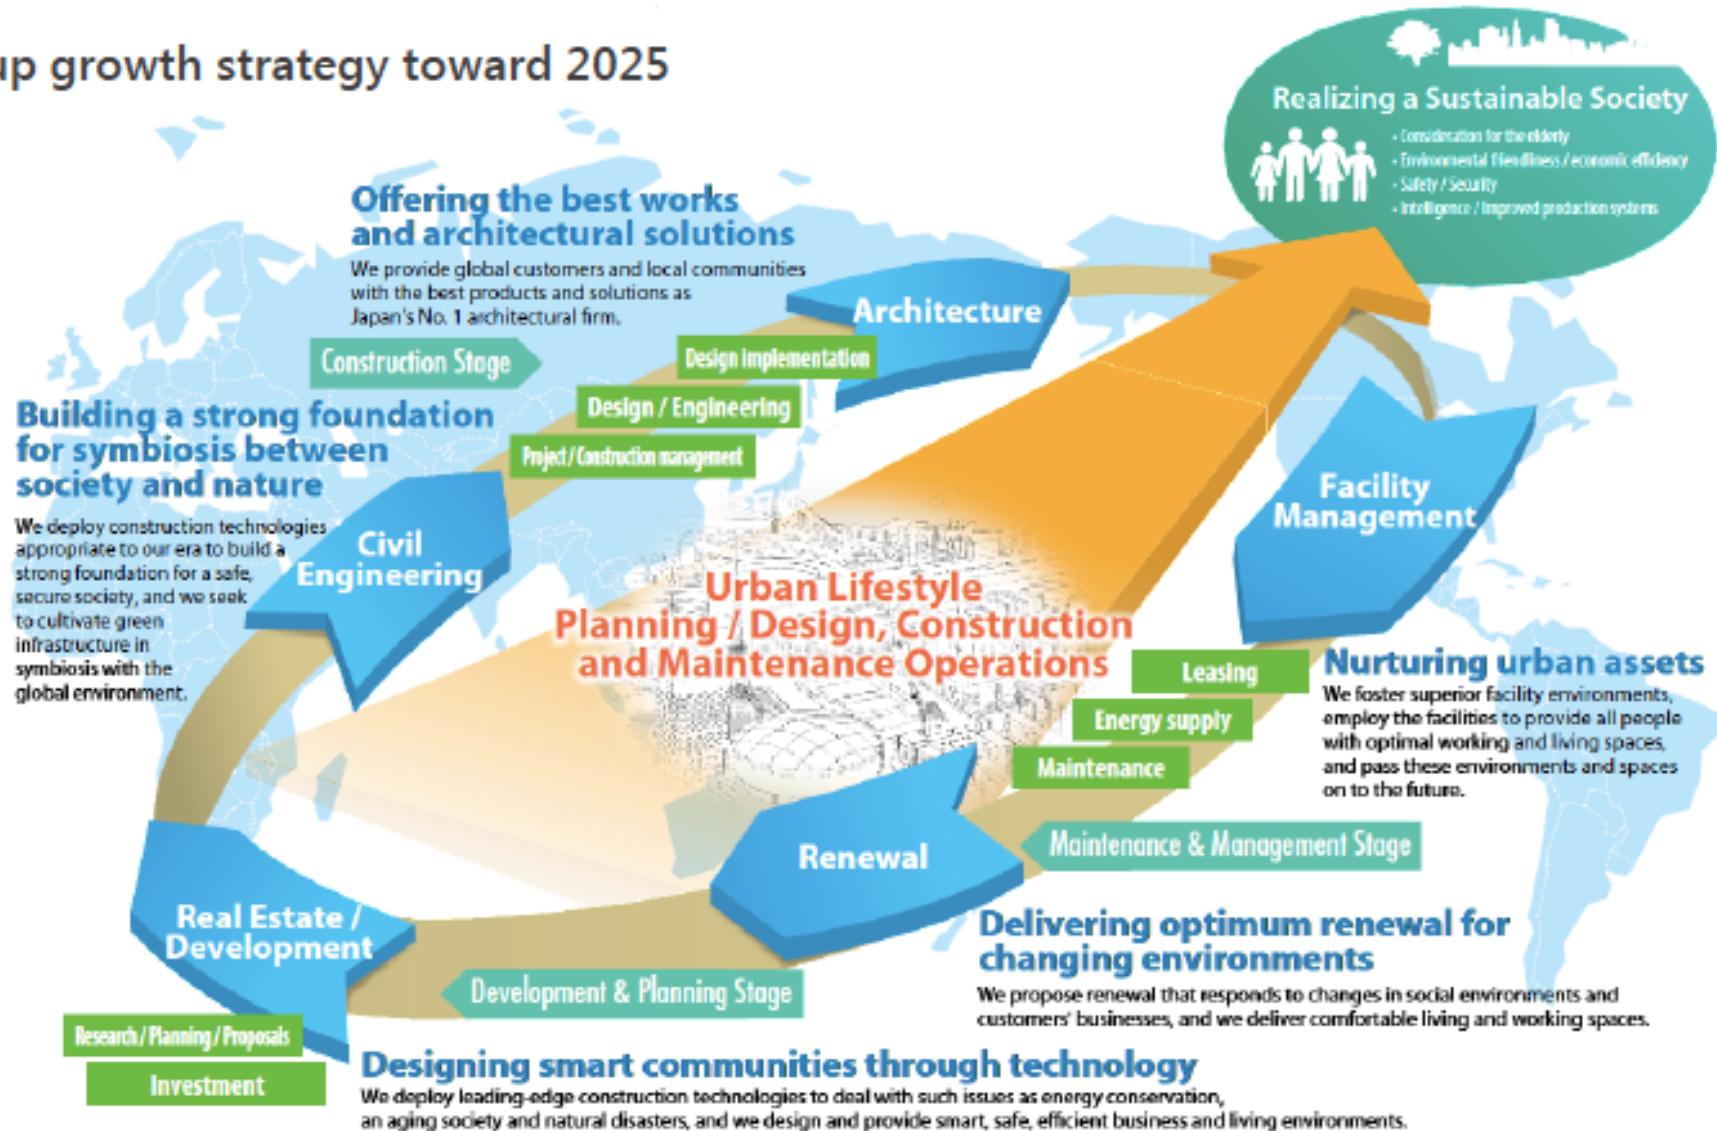 up growth strategy toward 2025
Realizing a Sustainable Society
• Consideration for the elderly
• Environmental friendliness / economic efficiency
• Safety / Security
• Intelligence / Improved production systems
Offering the best works
and architectural solutions
We provide global customers and local communities
with the best products and solutions as
Japan's No. 1 architectural firm.
Architecture
Construction Stage
Design implementation
Design / Engineering
Project / Construction management
Building a strong foundation
for symbiosis between
society and nature
We deploy construction technologies
appropriate to our era to build a
strong foundation for a safe,
secure society, and we seek
to cultivate green
infrastructure in
symbiosis with the
global environment.
Civil
Engineering
Facility
Management
Urban Lifestyle
Planning / Design, Construction
and Maintenance Operations
Leasing
Energy supply
Maintenance
Nurturing urban assets
We foster superior facility environments,
employ the facilities to provide all people
with optimal working and living spaces,
and pass these environments and spaces
on to the future.
Maintenance & Management Stage
Renewal
Delivering optimum renewal for
changing environments
We propose renewal that responds to changes in social environments and
customers' businesses, and we deliver comfortable living and working spaces.
Real Estate /
Development
Development & Planning Stage
Research / Planning / Proposals
Investment
Designing smart communities through technology
We deploy leading-edge construction technologies to deal with such issues as energy conservation,
an aging society and natural disasters, and we design and provide smart, safe, efficient business and living environments.